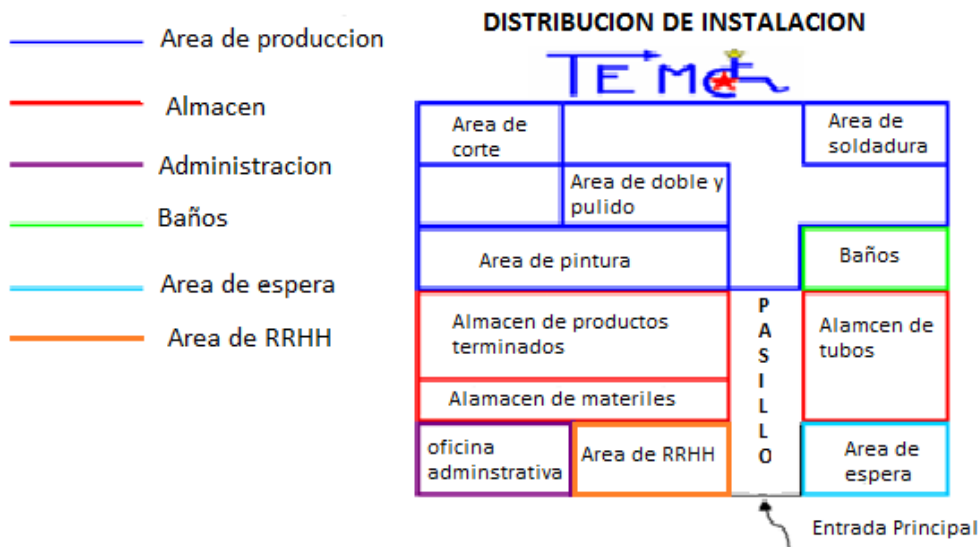 Area de produccion
Almacen
Administracion
Baños
Area de espera
Area de RRHH
DISTRIBUCION DE INSTALACION
TEM
Area de
corte
Area de
soldadura
Area de doble y
pulido
Area de pintura
Baños
Almacen de productos
terminados
PASILLO
Alamcen de
tubos
Alamacen de materiles
oficina
adminstrativa
Area de RRHH
Area de
espera
Entrada Principal